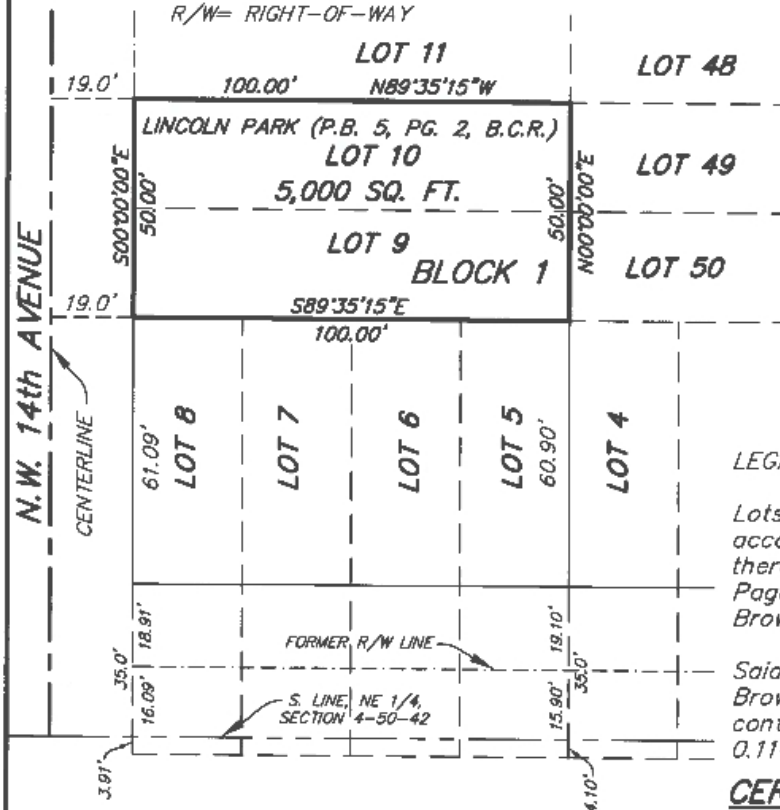 R/W= RIGHT-OF-WAY
LOT 11
LOT 48
19.0'
100.00'
N89°35'15"W
LINCOLN PARK (P.B. 5, PG. 2, B.C.R.)
LOT 10
5,000 SQ. FT.
LOT 49
S00°00'00"E
50.00'
50.00'
N00°00'00"E
LOT 9
BLOCK 1
LOT 50
19.0'
S89°35'15"E
100.00'
N.W. 14th AVENUE
CENTERLINE
61.09'
LOT 8
LOT 7
LOT 6
LOT 5
60.90'
LOT 4
LEG
Lots
acco
ther
Pag
Brow
18.91'
19.10'
FORMER R/W LINE
35.0'
35.0'
Said
Brow
cont
0.11
16.09'
15.90'
S. LINE, NE 1/4,
SECTION 4-50-42
3.91'
4.10'
CER